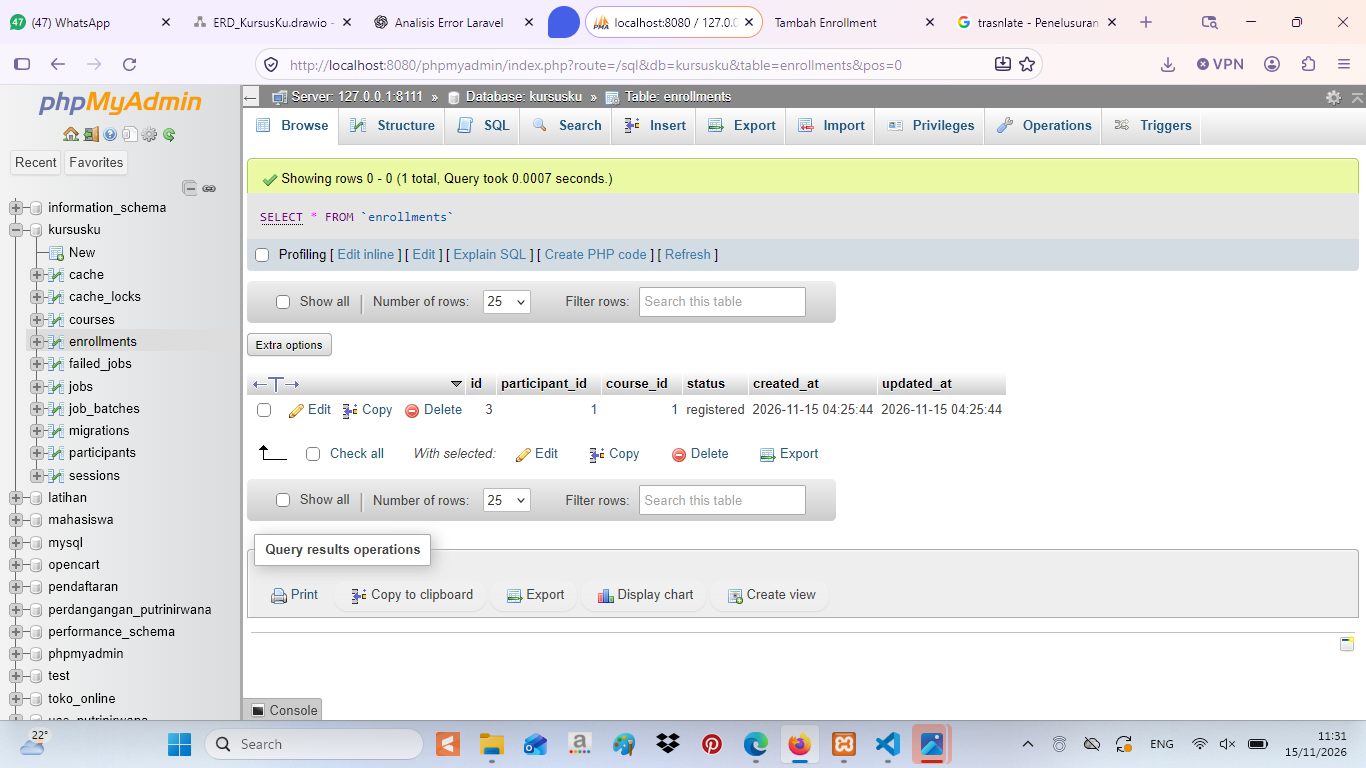 47 (47) WhatsApp
ERD_KursusKu.drawio -
Analisis Error Laravel
localhost:8080 / 127.0.0
Tambah Enrollment
trasnlate - Penelusuran
http://localhost:8080/phpmyadmin/index.php?route=/sql&db=kursusku&table=enrollments&pos=0
VPN
phpMyAdmin
Recent Favorites
information_schema
kursusku
New
cache
cache_locks
courses
enrollments
failed_jobs
jobs
job_batches
migrations
participants
sessions
latihan
mahasiswa
mysql
opencart
pendaftaran
perdangangan_putrinirwana
performance_schema
phpmyadmin
test
toko_online
Server: 127.0.0.1:8111 » Database: kursusku » Table: enrollments
Browse Structure SQL Search Insert Export Import Privileges Operations Triggers
Showing rows 0 - 0 (1 total, Query took 0.0007 seconds.)
SELECT * FROM `enrollments`
Profiling [ Edit inline ] [ Edit ] [ Explain SQL ] [ Create PHP code ] [ Refresh ]
Show all Number of rows: 25 Filter rows: Search this table
Extra options
id participant_id course_id status created_at updated_at
Edit Copy Delete 3 1 1 registered 2026-11-15 04:25:44 2026-11-15 04:25:44
Check all With selected: Edit Copy Delete Export
Show all Number of rows: 25 Filter rows: Search this table
Query results operations
Print Copy to clipboard Export Display chart Create view
Console
22°
Search
ENG
11:31
15/11/2026